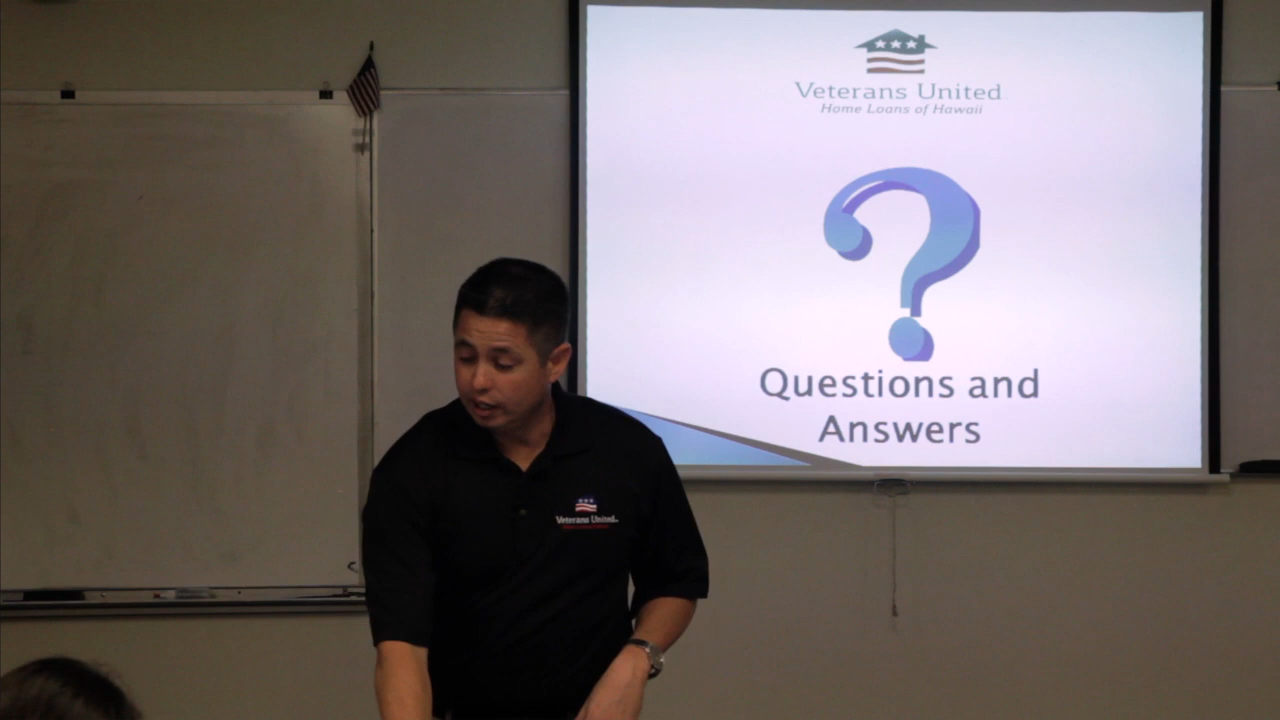 Veterans United
Home Loans of Hawaii
?
Questions and
Answers
Veterans United